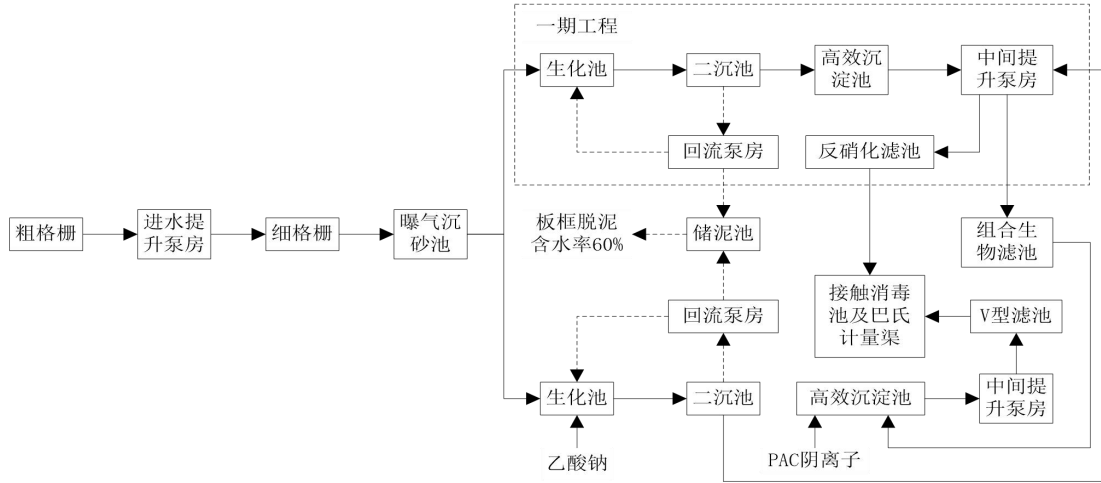 一期工程
生化池
二沉池
高效沉
淀池
中间提
升泵房
回流泵房
反硝化滤池
粗格栅
进水提
升泵房
细格栅
曝气沉
砂池
板框脱泥
含水率60%
储泥池
组合生
物滤池
回流泵房
接触消毒
池及巴氏
计量渠
V型滤池
生化池
二沉池
高效沉淀池
中间提
升泵房
乙酸钠
PAC阴离子